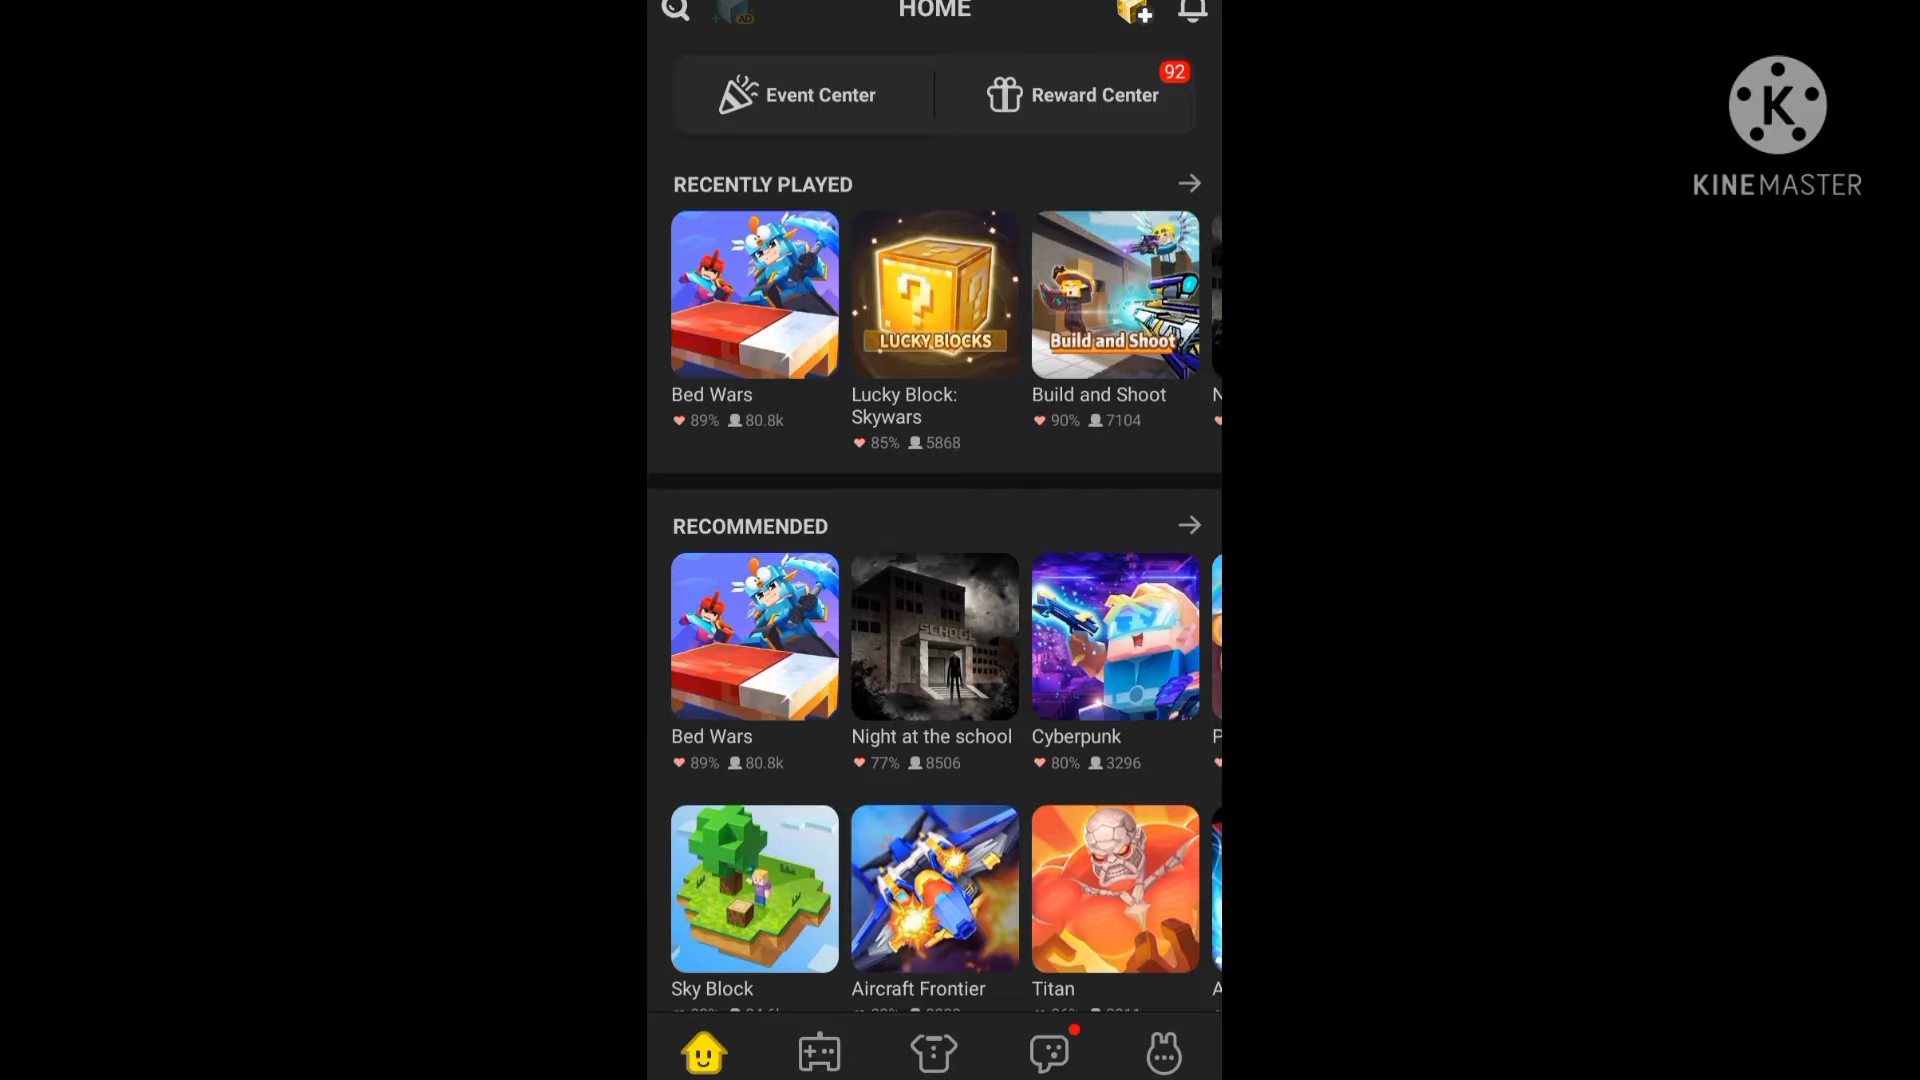 HOME
AD
Event Center
Reward Center
92
KINEMASTER
RECENTLY PLAYED
LUCKY BLOCKS
Build and Shoot
Bed Wars
Lucky Block:
Skywars
Build and Shoot
89% 80.8k
90% 7104
85% 5868
RECOMMENDED
SCHOOL
Bed Wars
Night at the school
Cyberpunk
89% 80.8k
77% 8506
80% 3296
Sky Block
Aircraft Frontier
Titan